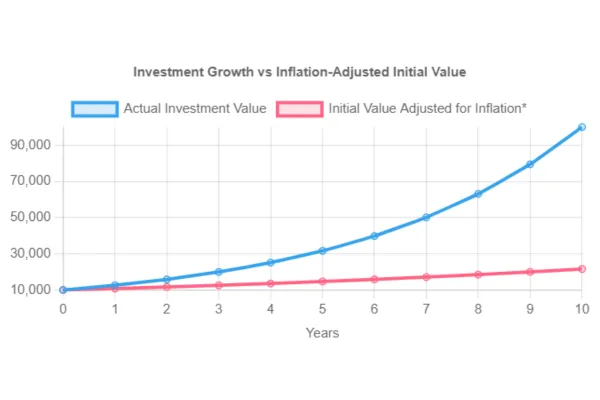 Investment Growth vs Inflation-Adjusted Initial Value
Actual Investment Value Initial Value Adjusted for Inflation*
90,000
70,000
50,000
30,000
10,000
0 1 2 3 4 5 6 7 8 9 10
Years